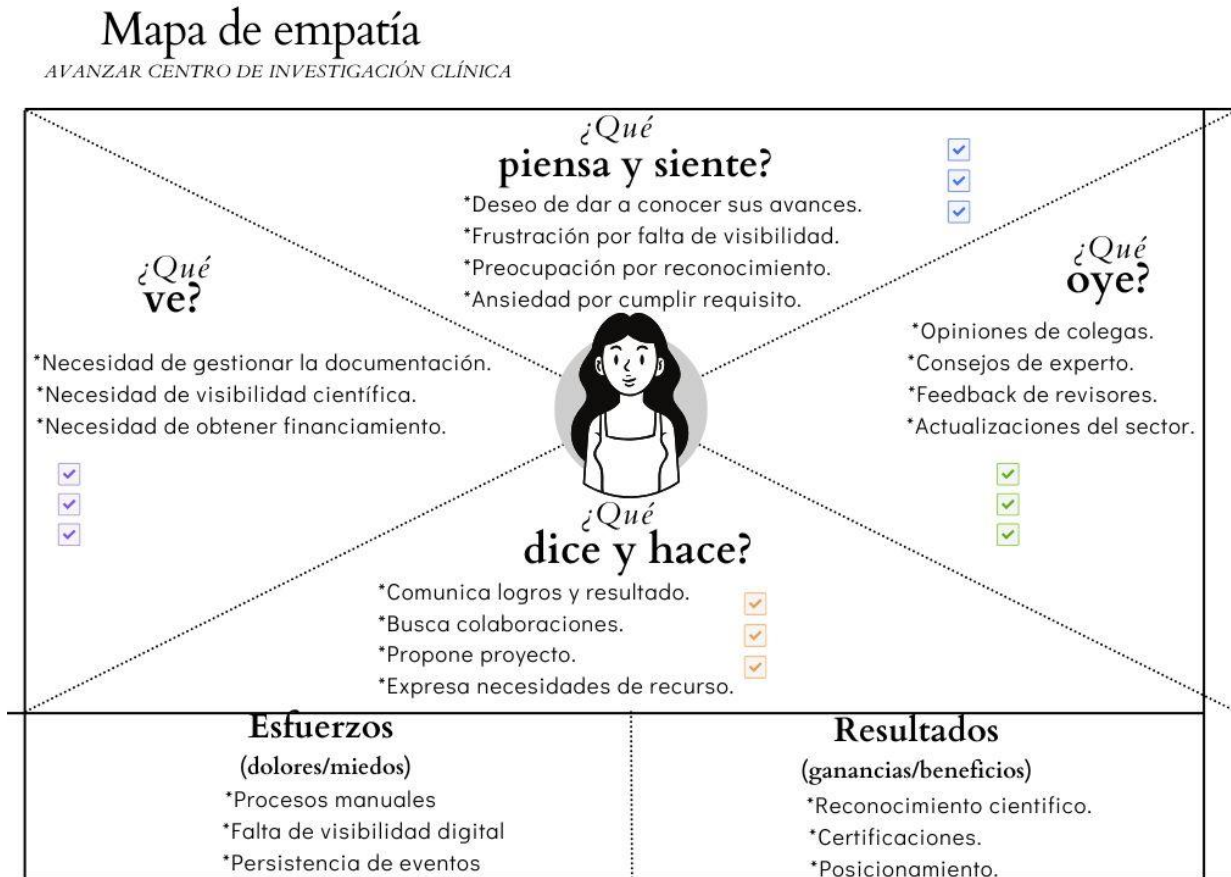 Mapa de empatía
AVANZAR CENTRO DE INVESTIGACIÓN CLÍNICA
¿Qué
piensa y siente?
*Deseo de dar a conocer sus avances.
*Frustración por falta de visibilidad.
*Preocupación por reconocimiento.
*Ansiedad por cumplir requisito.
¿Qué
ve?
*Necesidad de gestionar la documentación.
*Necesidad de visibilidad científica.
*Necesidad de obtener financiamiento.
¿Qué
oye?
*Opiniones de colegas.
*Consejos de experto.
*Feedback de revisores.
*Actualizaciones del sector.
¿Qué
dice y hace?
*Comunica logros y resultado.
*Busca colaboraciones.
*Propone proyecto.
*Expresa necesidades de recurso.
Esfuerzos
(dolores/miedos)
*Procesos manuales
*Falta de visibilidad digital
*Persistencia de eventos
Resultados
(ganancias/beneficios)
*Reconocimiento cientifico.
*Certificaciones.
*Posicionamiento.